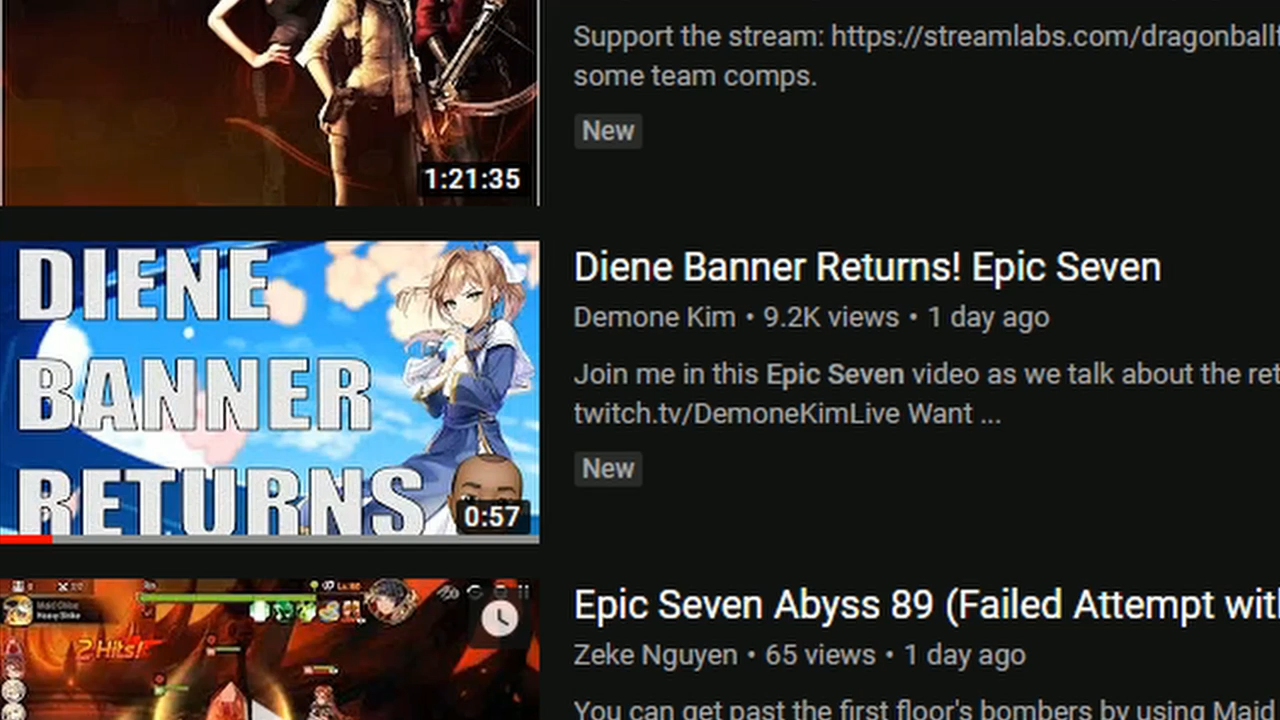 Support the stream: https://streamlabs.com/dragonball
some team comps.
New
1:21:35
DIENE
BANNER
RETURNS
0:57
Diene Banner Returns! Epic Seven
Demone Kim • 9.2K views • 1 day ago
Join me in this Epic Seven video as we talk about the ret
twitch.tv/DemoneKimLive Want ...
New
2 Hits!
Epic Seven Abyss 89 (Failed Attempt wit
Zeke Nguyen • 65 views • 1 day ago
You can get past the first floor's bombers by using Maid